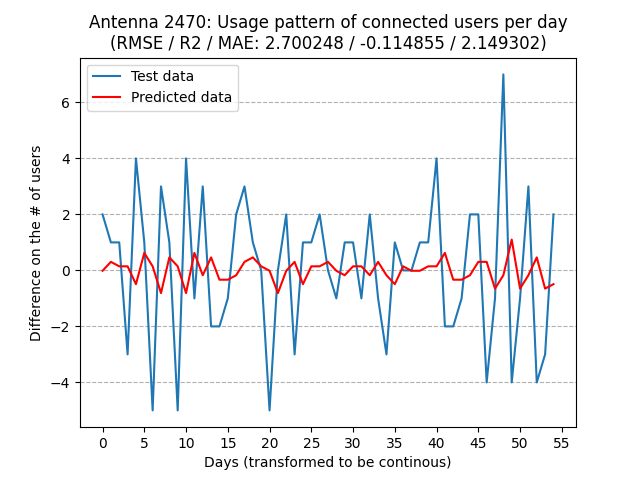 Antenna 2470: Usage pattern of connected users per day
(RMSE / R2 / MAE: 2.700248 / -0.114855 / 2.149302)
Test data
Predicted data
Difference on the # of users
6
4
2
0
−2
−4
0 5 10 15 20 25 30 35 40 45 50 55
Days (transformed to be continous)